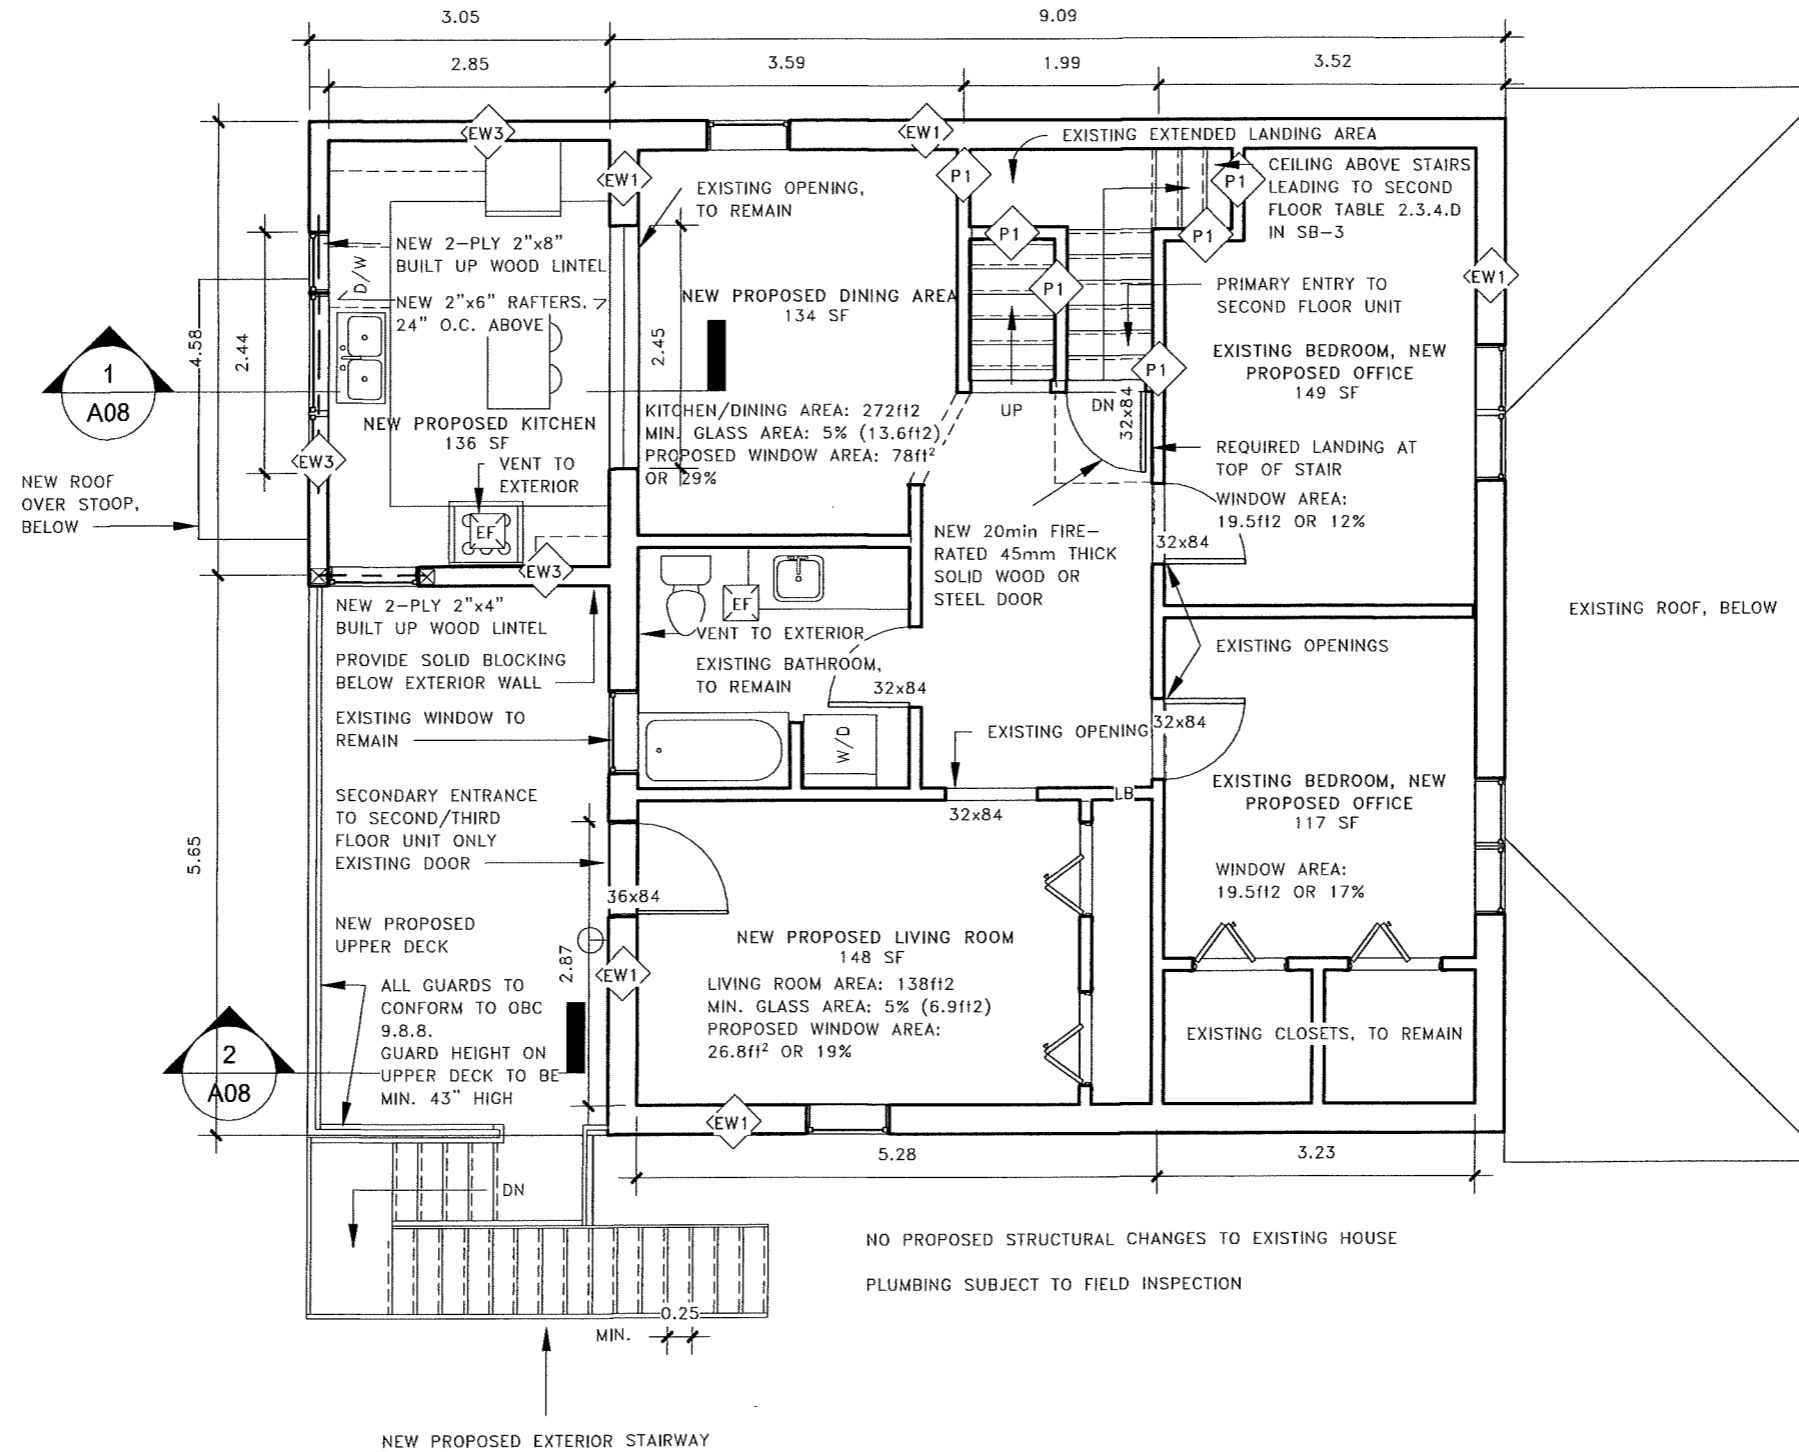 3.05
9.09
2.85
3.59
1.99
3.52
EW3
EW1
EXISTING EXTENDED LANDING AREA
CEILING ABOVE STAIRS
LEADING TO SECOND
FLOOR TABLE 2.3.4.D
IN SB-3
EW1
P1
P1
EXISTING OPENING,
TO REMAIN
P1
P1
NEW 2-PLY 2"x8"
BUILT UP WOOD LINTEL
D/W
NEW 2"x6" RAFTERS,
24" O.C. ABOVE
EW1
P1
PRIMARY ENTRY TO
SECOND FLOOR UNIT
NEW PROPOSED DINING AREA
134 SF
4.58
2.44
2.45
1
A08
EXISTING BEDROOM, NEW
PROPOSED OFFICE
149 SF
P1
UP
DN
32x84
KITCHEN/DINING AREA: 272ft2
MIN. GLASS AREA: 5% (13.6ft2)
PROPOSED WINDOW AREA: 78ft²
OR 29%
NEW PROPOSED KITCHEN
136 SF
EW3
VENT TO
EXTERIOR
REQUIRED LANDING AT
TOP OF STAIR
NEW ROOF
OVER STOOP,
BELOW
WINDOW AREA:
19.5ft2 OR 12%
EF
NEW 20min FIRE-
RATED 45mm THICK
SOLID WOOD OR
STEEL DOOR
32x84
EW3
EF
NEW 2-PLY 2"x4"
BUILT UP WOOD LINTEL
EXISTING ROOF, BELOW
VENT TO EXTERIOR
EXISTING OPENINGS
PROVIDE SOLID BLOCKING
BELOW EXTERIOR WALL
EXISTING BATHROOM,
TO REMAIN
32x84
EXISTING WINDOW TO
REMAIN
W/D
EXISTING OPENING
32x84
EXISTING BEDROOM, NEW
PROPOSED OFFICE
117 SF
SECONDARY ENTRANCE
TO SECOND/THIRD
FLOOR UNIT ONLY
EXISTING DOOR
LB
32x84
5.65
WINDOW AREA:
19.5ft2 OR 17%
36x84
NEW PROPOSED
UPPER DECK
2.87
NEW PROPOSED LIVING ROOM
148 SF
EW1
LIVING ROOM AREA: 138ft2
MIN. GLASS AREA: 5% (6.9ft2)
PROPOSED WINDOW AREA:
26.8ft² OR 19%
ALL GUARDS TO
CONFORM TO OBC
9.8.8.
GUARD HEIGHT ON
UPPER DECK TO BE
MIN. 43" HIGH
EXISTING CLOSETS, TO REMAIN
2
A08
EW1
5.28
3.23
DN
NO PROPOSED STRUCTURAL CHANGES TO EXISTING HOUSE
PLUMBING SUBJECT TO FIELD INSPECTION
0.25
MIN.
NEW PROPOSED EXTERIOR STAIRWAY